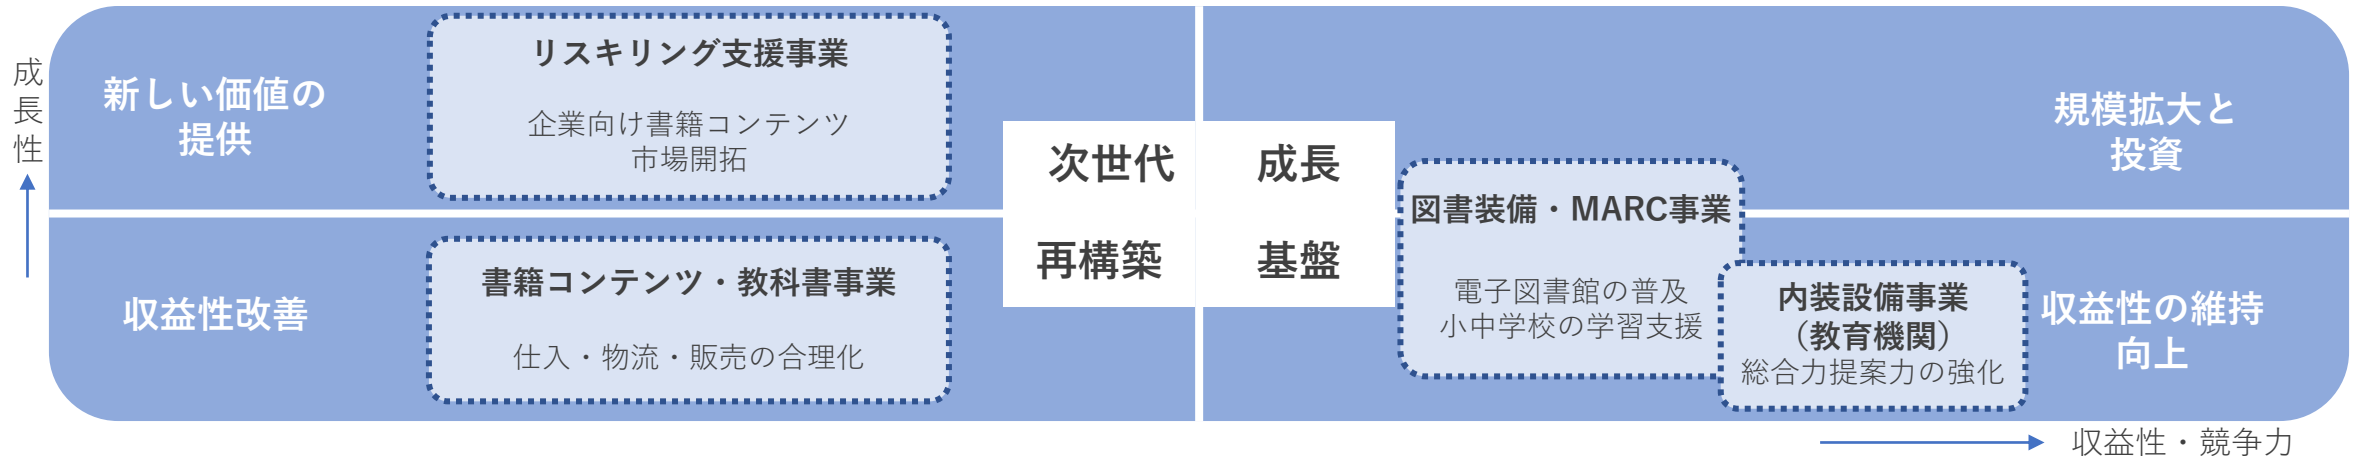 成長性
新しい価値の
提供
リスキリング支援事業
企業向け書籍コンテンツ
市場開拓
次世代
成長
規模拡大と
投資
収益性改善
書籍コンテンツ・教科書事業
仕入・物流・販売の合理化
再構築
基盤
図書装備・MARC事業
電子図書館の普及
小中学校の学習支援
内装設備事業
（教育機関）
総合力提案力の強化
収益性の維持
向上
収益性・競争力